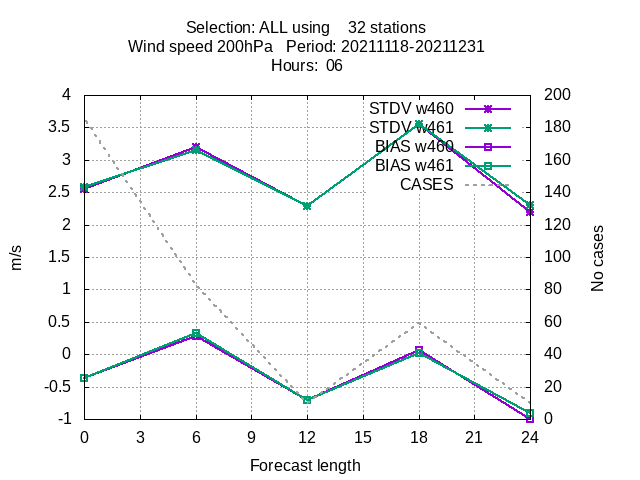 Selection: ALL using 32 stations
Wind speed 200hPa Period: 20211118-20211231
Hours: 06
STDV w460
STDV w461
BIAS w460
BIAS w461
CASES
4
3.5
3
2.5
2
1.5
1
0.5
0
-0.5
-1
m/s
200
180
160
140
120
100
80
60
40
20
0
No cases
0 3 6 9 12 15 18 21 24
Forecast length